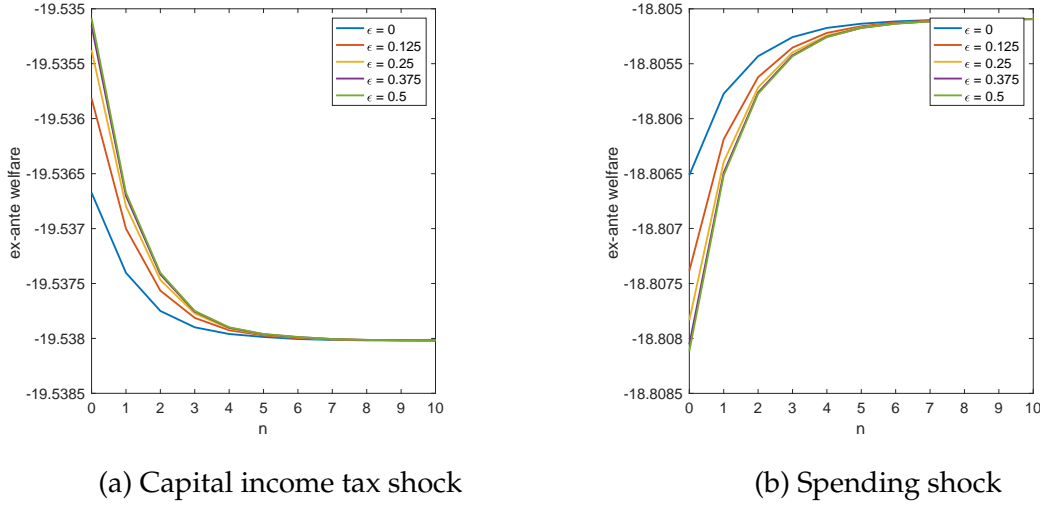 -19.535
-19.5355
-19.536
-19.5365
-19.537
-19.5375
-19.538
-19.5385
ex-ante welfare
0 1 2 3 4 5 6 7 8 9 10
n
ϵ = 0
ϵ = 0.125
ϵ = 0.25
ϵ = 0.375
ϵ = 0.5
(a) Capital income tax shock
-18.805
-18.8055
-18.806
-18.8065
-18.807
-18.8075
-18.808
-18.8085
ex-ante welfare
0 1 2 3 4 5 6 7 8 9 10
n
ϵ = 0
ϵ = 0.125
ϵ = 0.25
ϵ = 0.375
ϵ = 0.5
(b) Spending shock